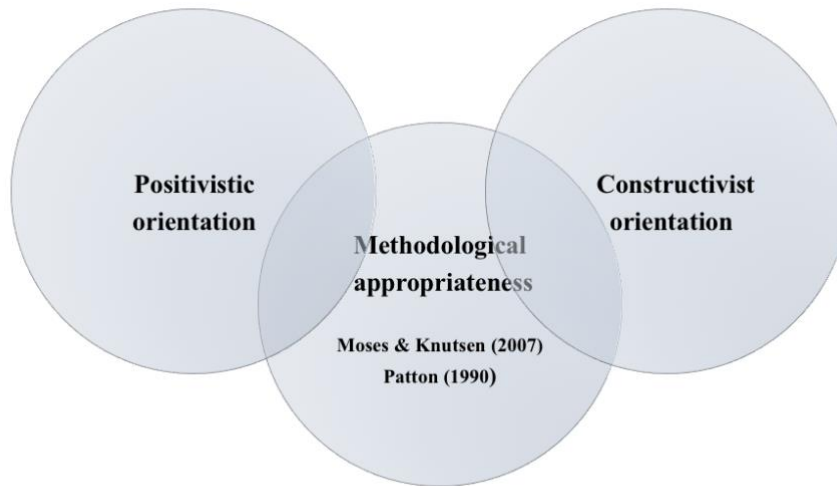 Positivistic
orientation
Constructivist
orientation
Methodological
appropriateness
Moses & Knutsen (2007)
Patton (1990)